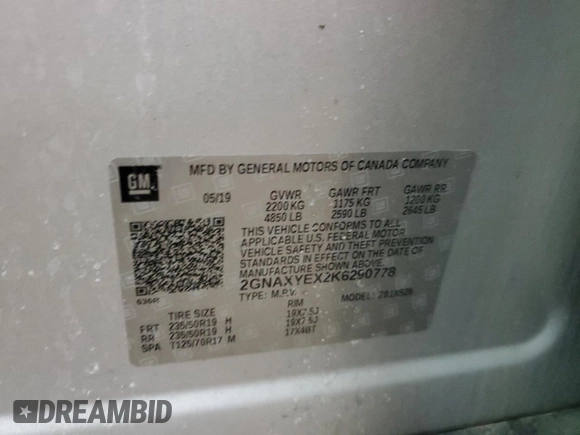 MFD BY GENERAL MOTORS OF CANADA COMPANY
GM
05/19 GVWR GAWR FRT GAWR RR
2200 KG 1175 KG 1200 KG
4850 LB 2590 LB 2645 LB
THIS VEHICLE CONFORMS TO ALL
APPLICABLE U.S. FEDERAL MOTOR
VEHICLE SAFETY AND THEFT PREVENTION
STANDARDS IN EFFECT ON THE DATE OF
MANUFACTURE SHOWN ABOVE.
2GNAXYEX2K6290778
TYPE: M.P.V. MODEL:
TIRE SIZE RIM
FRT 235/50R19 H 19X7.5J
RR 235/50R19 H 19X7.5J
SPA T125/70R17 M 17X4BT
DREAMBID